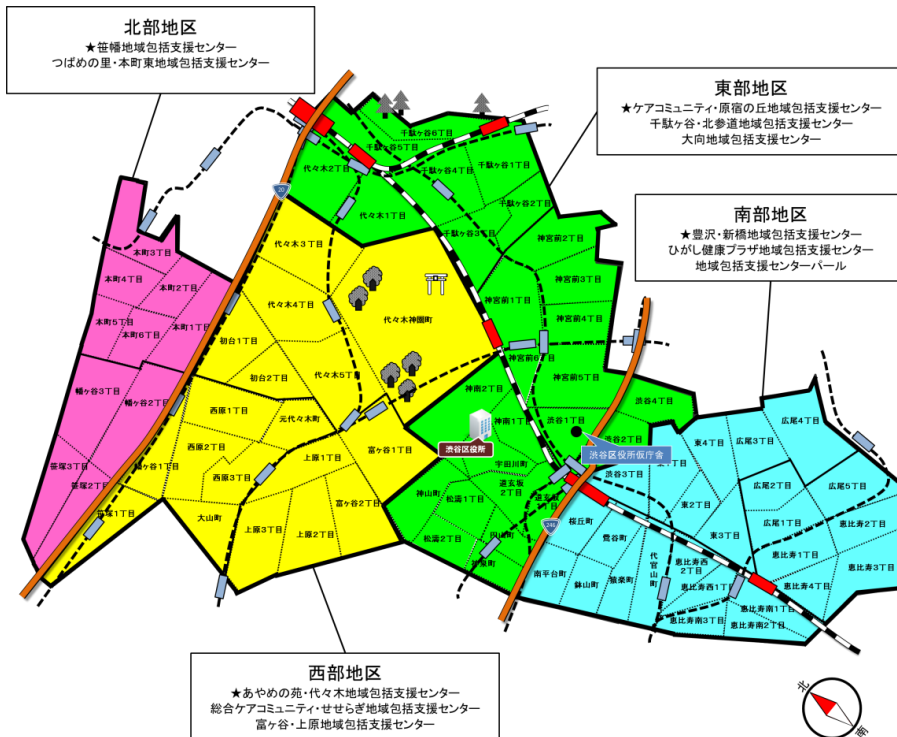 北部地区
★笹幡地域包括支援センター
つばめの里・本町東地域包括支援センター
東部地区
★ケアコミュニティ・原宿の丘地域包括支援センター
千駄ヶ谷・北参道地域包括支援センター
大向地域包括支援センター
南部地区
★豊沢・新橋地域包括支援センター
ひがし健康プラザ地域包括支援センター
地域包括支援センターパール
千駄ヶ谷6丁目
千駄ヶ谷5丁目
千駄ヶ谷4丁目
千駄ヶ谷1丁目
代々木2丁目
千駄ヶ谷2丁目
20
代々木1丁目
千駄ヶ谷3丁目
神宮前2丁目
本町3丁目
代々木3丁目
本町4丁目
本町2丁目
神宮前3丁目
代々木4丁目
神宮前1丁目
代々木神園町
神宮前4丁目
本町5丁目
本町6丁目
本町1丁目
初台1丁目
神宮前6丁目
初台2丁目
代々木5丁目
神宮前5丁目
幡ヶ谷3丁目
幡ヶ谷2丁目
神南2丁目
西原1丁目
元代々木町
渋谷4丁目
神南1丁目
渋谷1丁目
広尾4丁目
渋谷2丁目
東4丁目
広尾3丁目
西原2丁目
渋谷区役所
渋谷区役所仮庁舎
上原1丁目
富ヶ谷1丁目
宇田川町
幡ヶ谷1丁目
笹塚3丁目
西原3丁目
渋谷3丁目
笹塚2丁目
神山町
松濤1丁目
道玄坂
2丁目
広尾2丁目
広尾5丁目
笹塚1丁目
大山町
富ヶ谷2丁目
東2丁目
上原3丁目
上原2丁目
松濤2丁目
円山町
246
桜丘町
鶯谷町
東3丁目
広尾1丁目
恵比寿2丁目
神泉町
代官山町
恵比寿1丁目
恵比寿西
2丁目
恵比寿3丁目
南平台町
猿楽町
鉢山町
恵比寿西1丁目
恵比寿4丁目
恵比寿南1丁目
恵比寿南3丁目
恵比寿南2丁目
西部地区
★あやめの苑・代々木地域包括支援センター
総合ケアコミュニティ・せせらぎ地域包括支援センター
富ヶ谷・上原地域包括支援センター
北
南